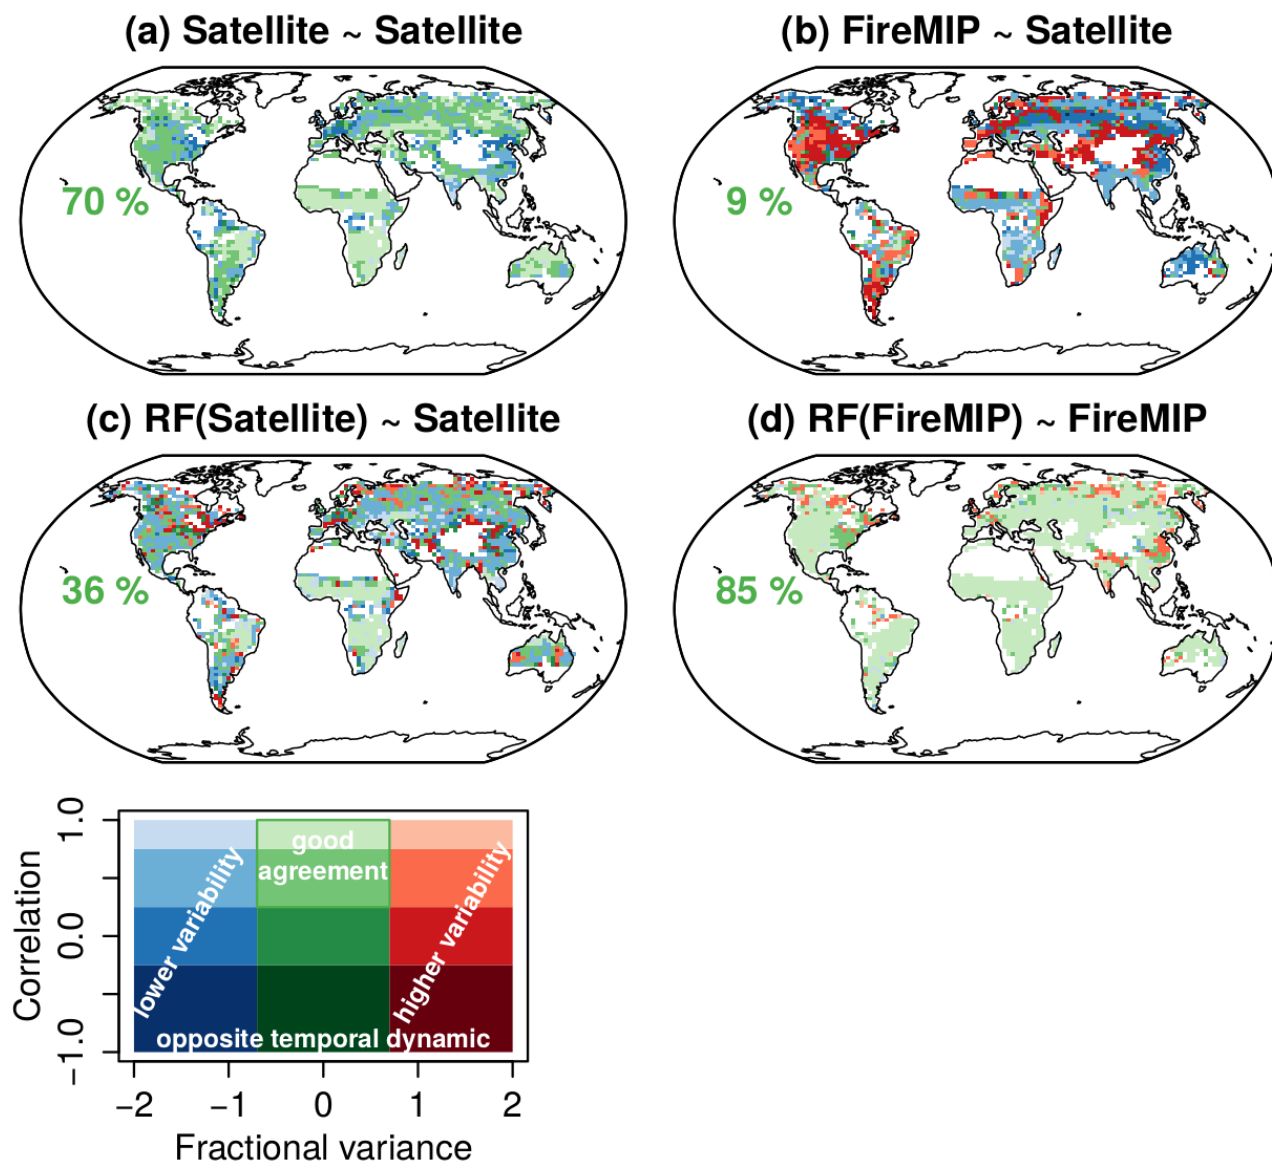 (a) Satellite ~ Satellite
(b) FireMIP ~ Satellite
70 %
9 %
(c) RF(Satellite) ~ Satellite
(d) RF(FireMIP) ~ FireMIP
36 %
85 %
Correlation
1.0
0.0
−1.0
good
agreement
lower variability
higher variability
opposite temporal dynamic
−2
−1
0
1
2
Fractional variance